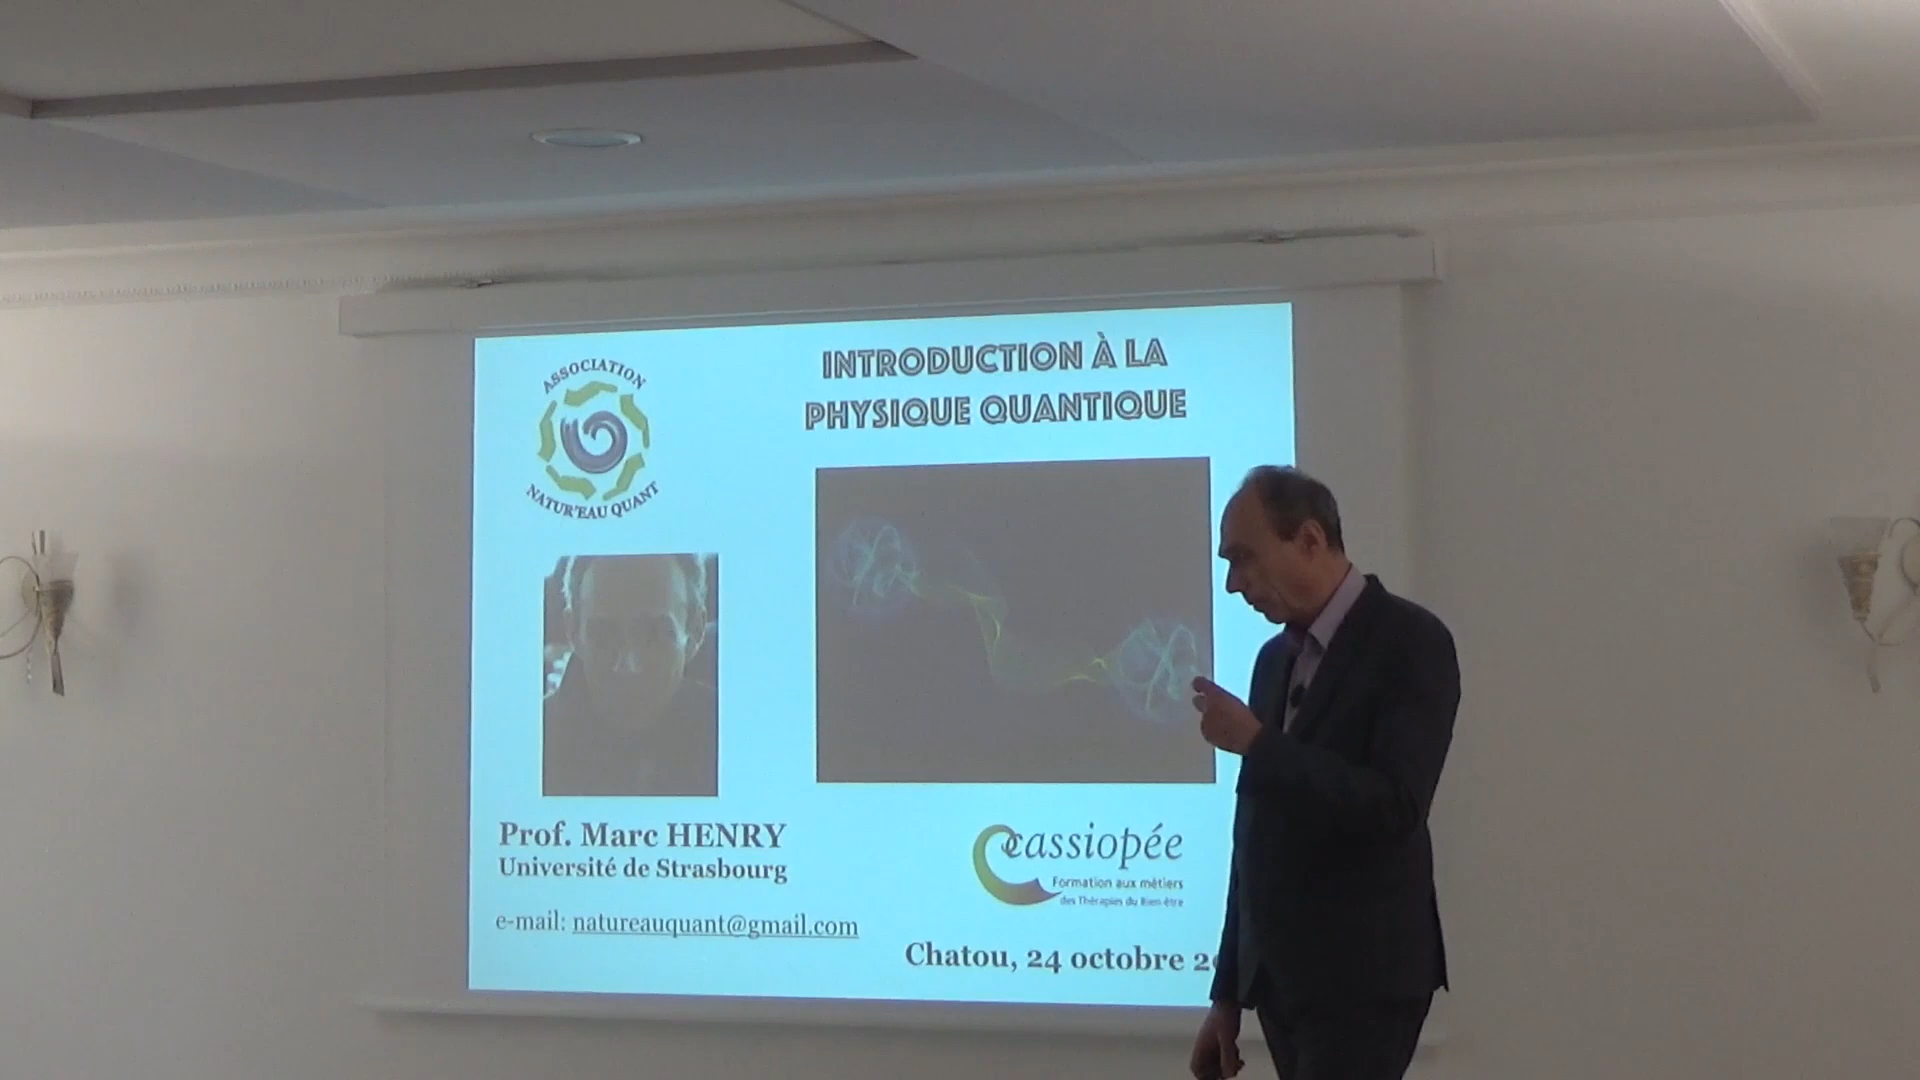 ASSOCIATION
NATUR'EAU QUANT
INTRODUCTION À LA
PHYSIQUE QUANTIQUE
Prof. Marc HENRY
Université de Strasbourg
e-mail: natureauquant@gmail.com
cassiopée
Formation aux métiers
des Thérapies du Bien-être
Chatou, 24 octobre